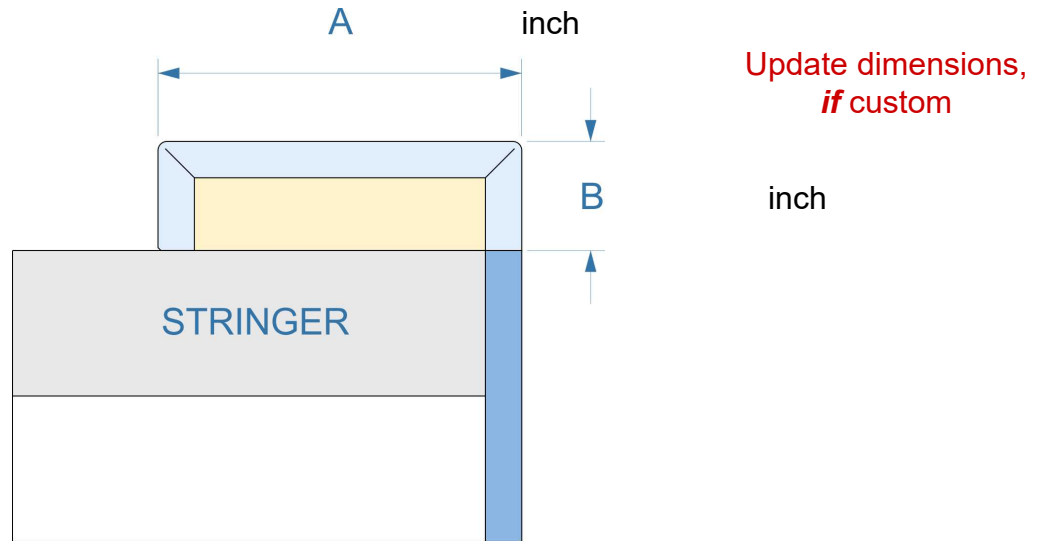 A inch
Update dimensions,
if custom
B inch
STRINGER